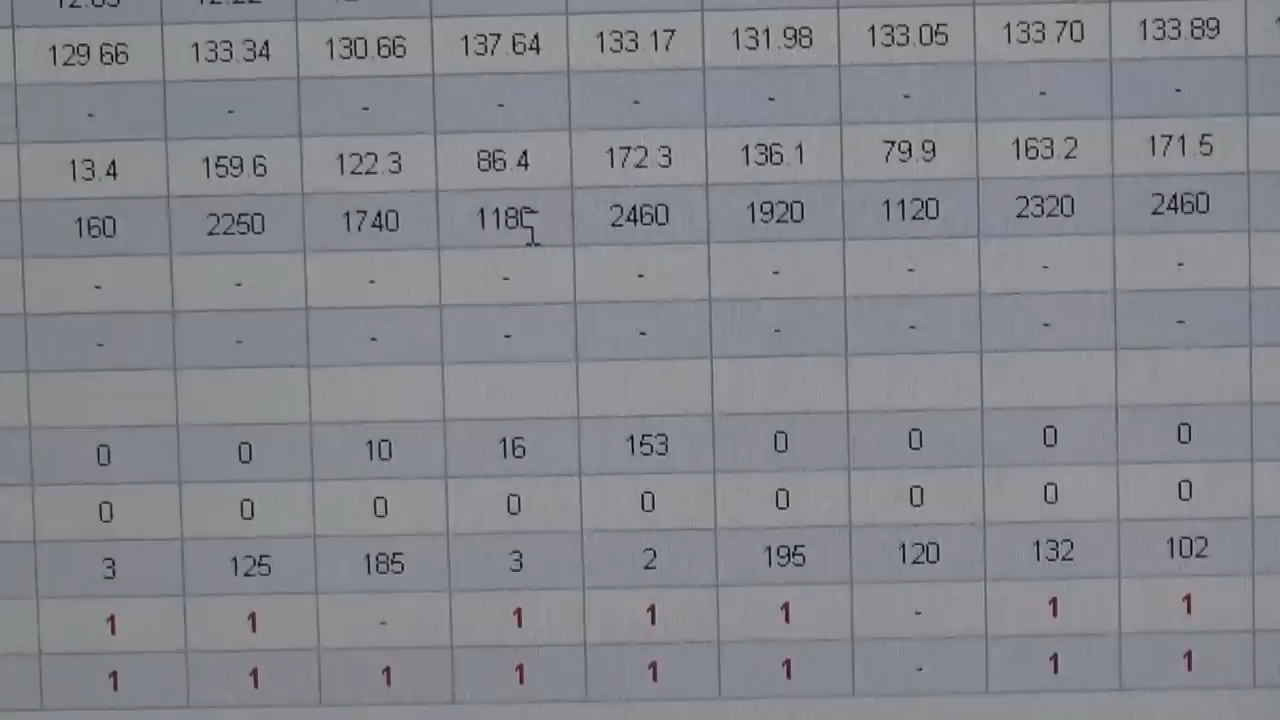 129.66 133.34 130.66 137.64 133.17 131.98 133.05 133.70 133.89
- - - - - - - - -
13.4 159.6 122.3 86.4 172.3 136.1 79.9 163.2 171.5
160 2250 1740 2460 1920 1120 2320 2460
- - - - - - - - -
- - - - - - - - -
0 0 10 16 153 0 0 0 0
0 0 0 0 0 0 0 0 0
3 125 185 3 2 195 120 132 102
1 1 - 1 1 1 - 1 1
1 1 1 1 1 1 - 1 1